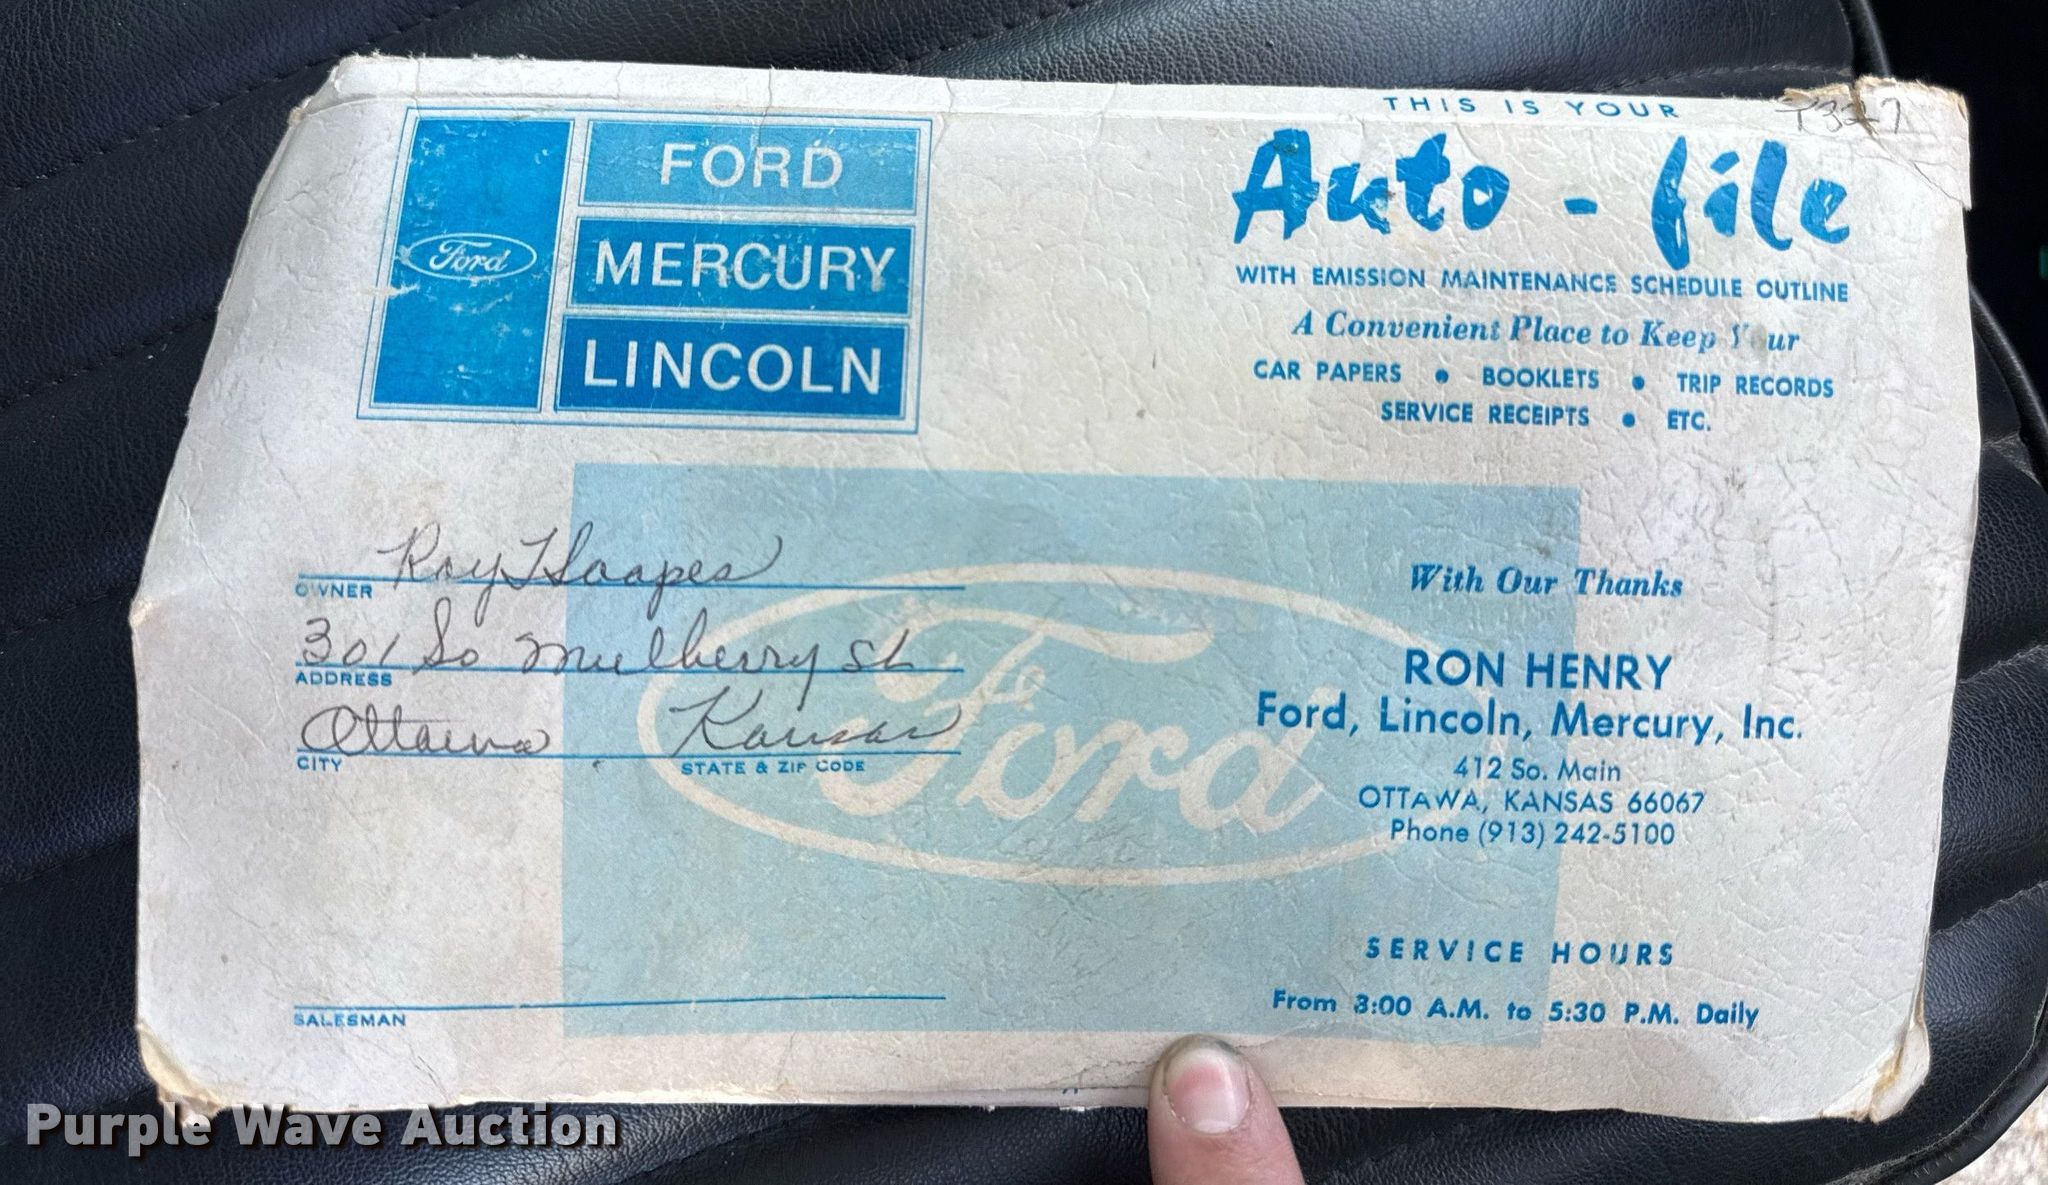 THIS IS YOUR
Auto-file
WITH EMISSION MAINTENANCE SCHEDULE OUTLINE
A Convenient Place to Keep Your
CAR PAPERS • BOOKLETS • TRIP RECORDS
SERVICE RECEIPTS • ETC.
Ford
FORD
MERCURY
LINCOLN
Roy Hoopes
OWNER
301 So Mulberry St
ADDRESS
Ottawa Kansas
CITY STATE & ZIP CODE
SALESMAN
Ford
With Our Thanks
RON HENRY
Ford, Lincoln, Mercury, Inc.
412 So. Main
OTTAWA, KANSAS 66067
Phone (913) 242-5100
SERVICE HOURS
From 8:00 A.M. to 5:30 P.M. Daily
Purple Wave Auction